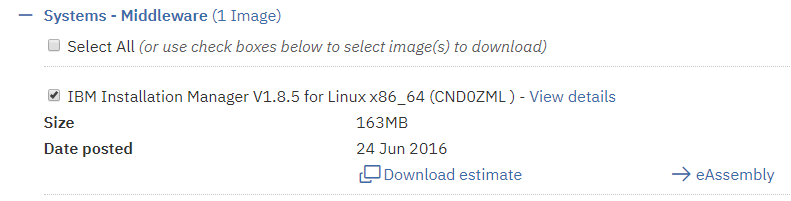 Systems - Middleware (1 Image)
Select All (or use check boxes below to select image(s) to download)
IBM Installation Manager V1.8.5 for Linux x86_64 (CND0ZML ) - View details
Size 163MB
Date posted 24 Jun 2016
Download estimate eAssembly